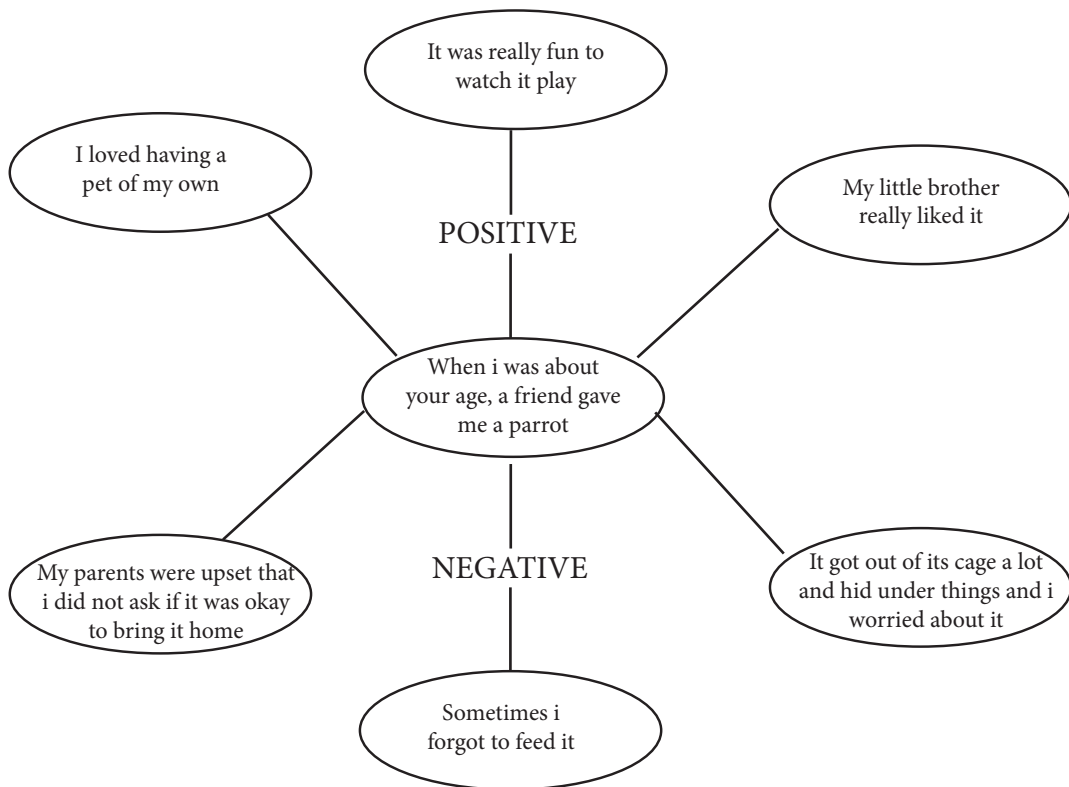 It was really fun to
watch it play
I loved having a
pet of my own
My little brother
really liked it
POSITIVE
When i was about
your age, a friend gave
me a parrot
NEGATIVE
My parents were upset that
i did not ask if it was okay
to bring it home
It got out of its cage a lot
and hid under things and i
worried about it
Sometimes i
forgot to feed it